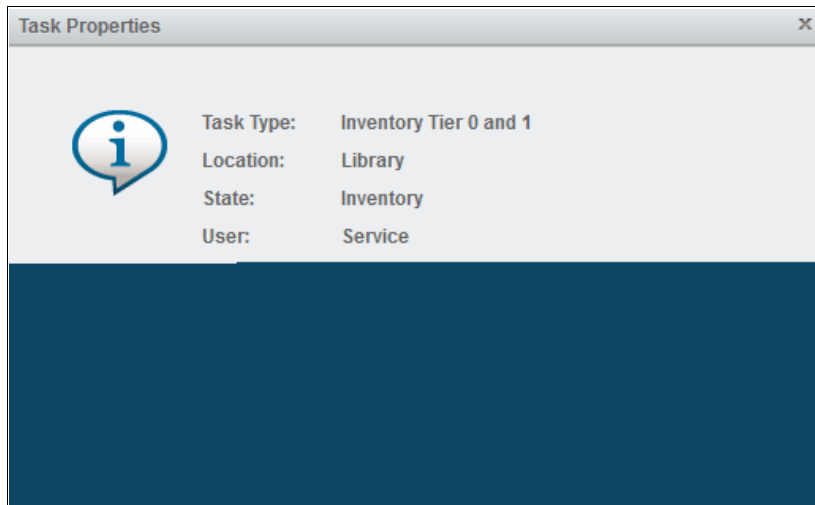 Task Properties x
Task Type: Inventory Tier 0 and 1
Location: Library
State: Inventory
User: Service